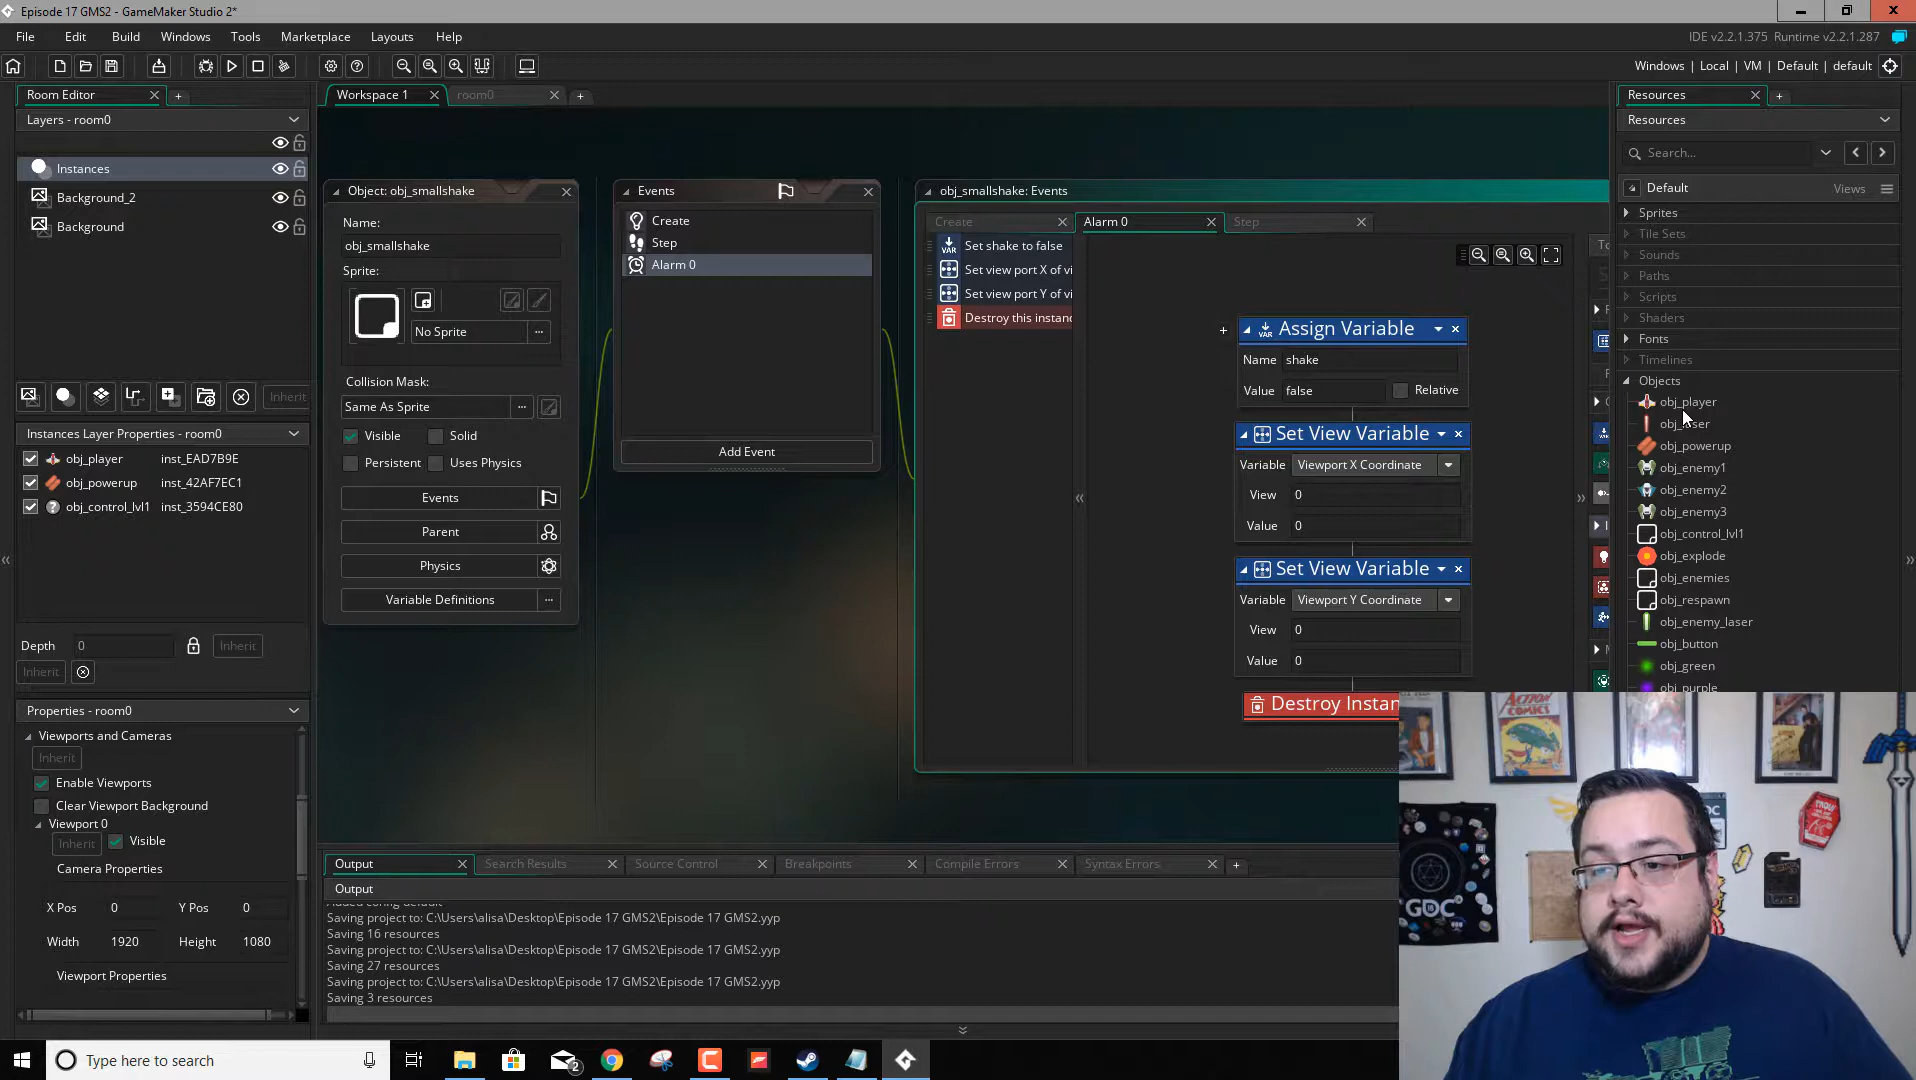 Episode 17 GMS2 - GameMaker Studio 2*
File Edit Build Windows Tools Marketplace Layouts Help
IDE v2.2.1.375 Runtime v2.2.1.287
Windows | Local | VM | Default | default
Room Editor
Layers - room0
Instances
Background_2
Background
Inherit
Instances Layer Properties - room0
obj_player inst_EAD7B9E
obj_powerup inst_42AF7EC1
obj_control_lvl1 inst_3594CE80
Depth 0 Inherit
Inherit
Properties - room0
Viewports and Cameras
Inherit
Enable Viewports
Clear Viewport Background
Viewport 0
Inherit Visible
Camera Properties
X Pos 0 Y Pos 0
Width 1920 Height 1080
Viewport Properties
Workspace 1 room0
Object: obj_smallshake
Name:
obj_smallshake
Sprite:
No Sprite
Collision Mask:
Same As Sprite
Visible Solid
Persistent Uses Physics
Events
Parent
Physics
Variable Definitions
Events
Create
Step
Alarm 0
Add Event
obj_smallshake: Events
Create Alarm 0 Step
Set shake to false
Set view port X of vi
Set view port Y of vi
Destroy this instanc
Assign Variable
Name shake
Value false Relative
Set View Variable
Variable Viewport X Coordinate
View 0
Value 0
Set View Variable
Variable Viewport Y Coordinate
View 0
Value 0
Destroy Instan
Output Search Results Source Control Breakpoints Compile Errors Syntax Errors
Output
Added config default
Saving project to: C:\Users\alisa\Desktop\Episode 17 GMS2\Episode 17 GMS2.yyp
Saving 16 resources
Saving project to: C:\Users\alisa\Desktop\Episode 17 GMS2\Episode 17 GMS2.yyp
Saving 27 resources
Saving project to: C:\Users\alisa\Desktop\Episode 17 GMS2\Episode 17 GMS2.yyp
Saving 3 resources
Resources
Resources
Search...
Default Views
Sprites
Tile Sets
Sounds
Paths
Scripts
Shaders
Fonts
Timelines
Objects
obj_player
obj_laser
obj_powerup
obj_enemy1
obj_enemy2
obj_enemy3
obj_control_lvl1
obj_explode
obj_enemies
obj_respawn
obj_enemy_laser
obj_button
obj_green
obj_purple
ACTION COMICS
GDC
GDC
Type here to search
2